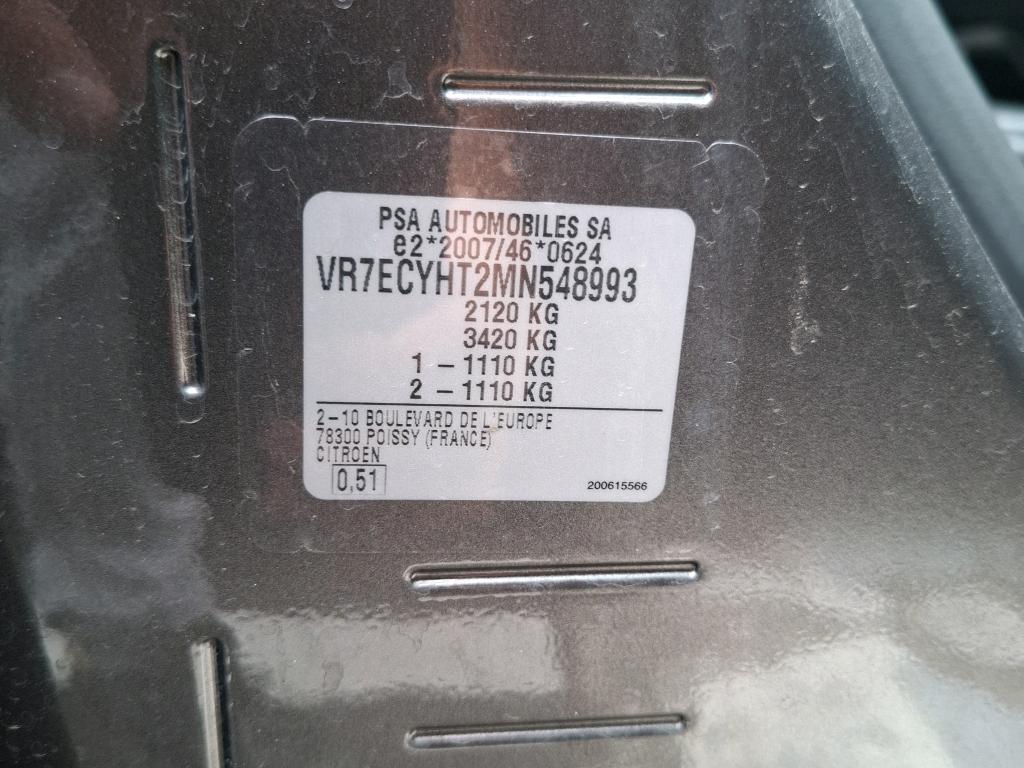 PSA AUTOMOBILES SA
e2*2007/46*0624
VR7ECYHT2MN548993
2120 KG
3420 KG
1 – 1110 KG
2 – 1110 KG
2–10 BOULEVARD DE L'EUROPE
78300 POISSY (FRANCE)
CITROEN
0,51
200615566